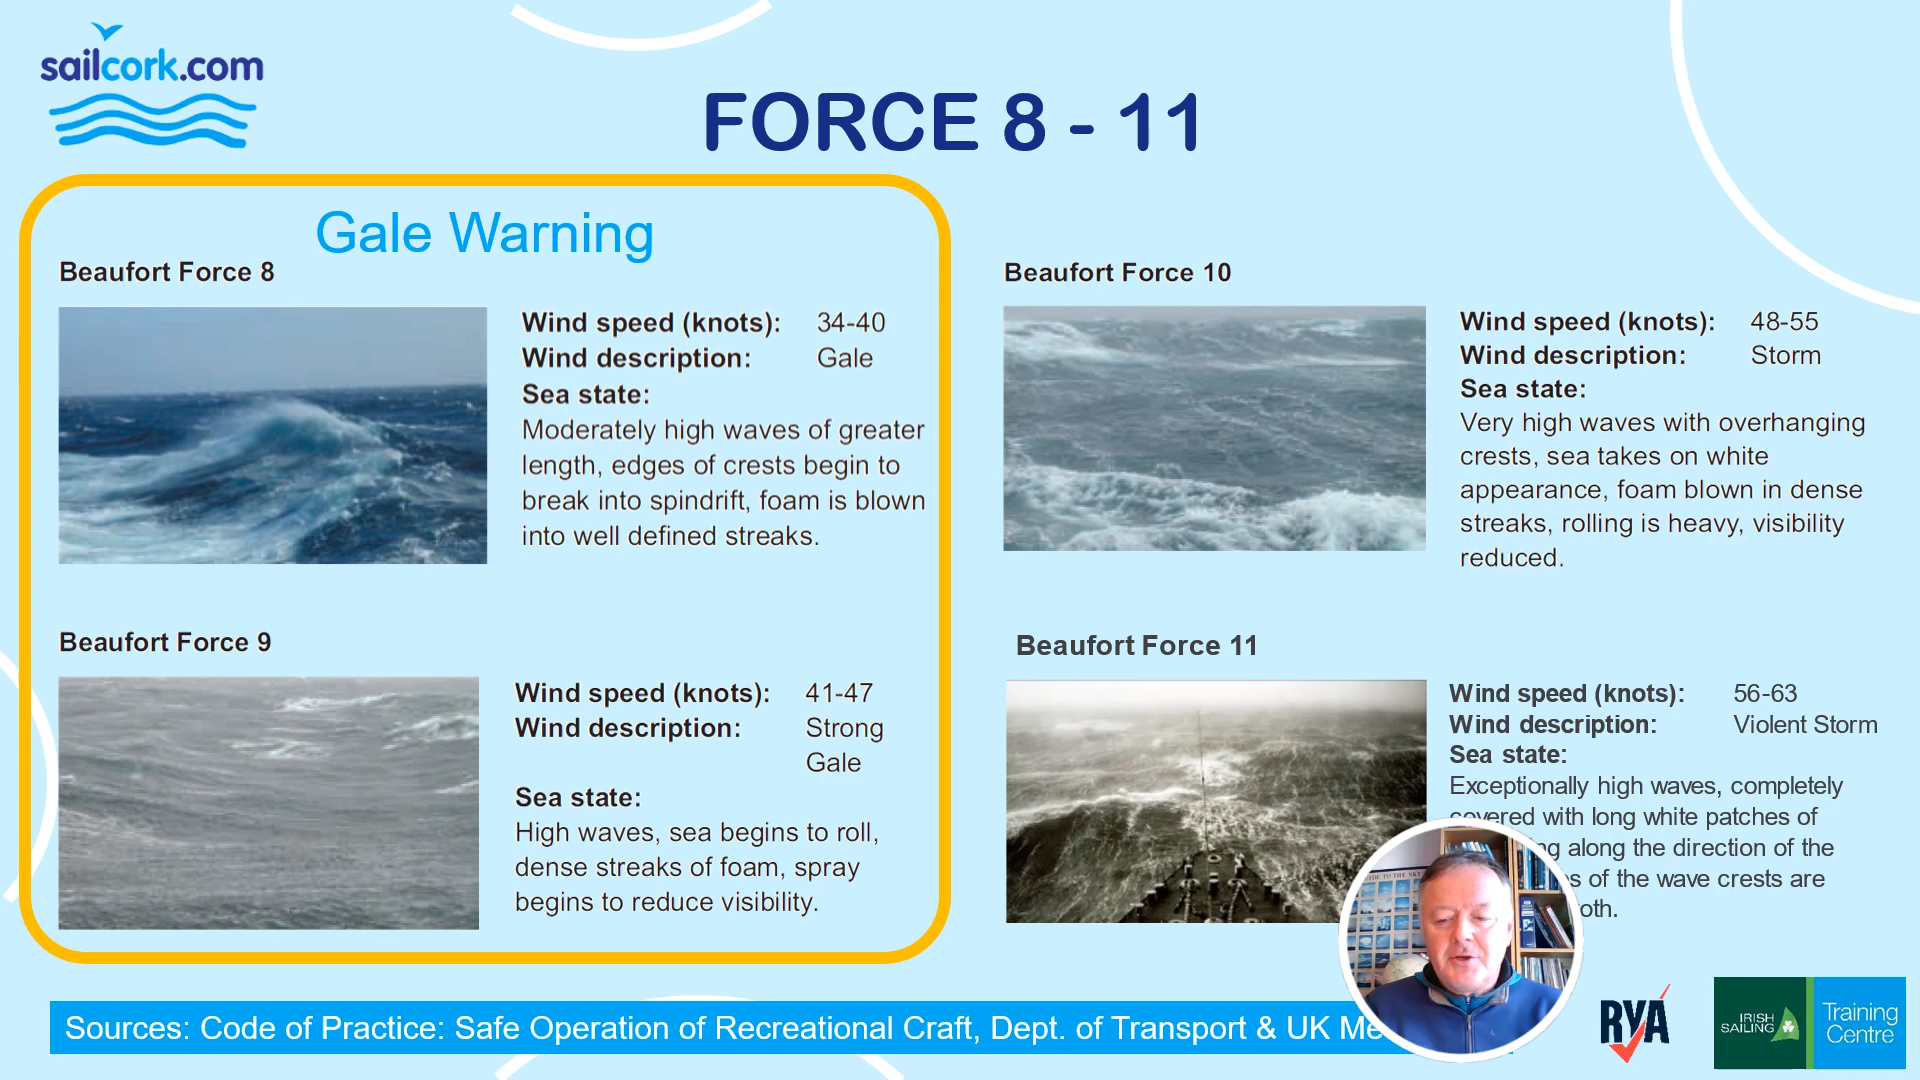 sailcork.com
FORCE 8 - 11
Gale Warning
Beaufort Force 8
Wind speed (knots): 34-40
Wind description: Gale
Sea state:
Moderately high waves of greater
length, edges of crests begin to
break into spindrift, foam is blown
into well defined streaks.
Beaufort Force 9
Wind speed (knots): 41-47
Wind description: Strong
Gale
Sea state:
High waves, sea begins to roll,
dense streaks of foam, spray
begins to reduce visibility.
Beaufort Force 10
Wind speed (knots): 48-55
Wind description: Storm
Sea state:
Very high waves with overhanging
crests, sea takes on white
appearance, foam blown in dense
streaks, rolling is heavy, visibility
reduced.
Beaufort Force 11
Wind speed (knots): 56-63
Wind description: Violent Storm
Sea state:
Exceptionally high waves, completely
covered with long white patches of
along the direction of the
of the wave crests are
Sources: Code of Practice: Safe Operation of Recreational Craft, Dept. of Transport & UK
RYA
IRISH
SAILING
Training
Centre